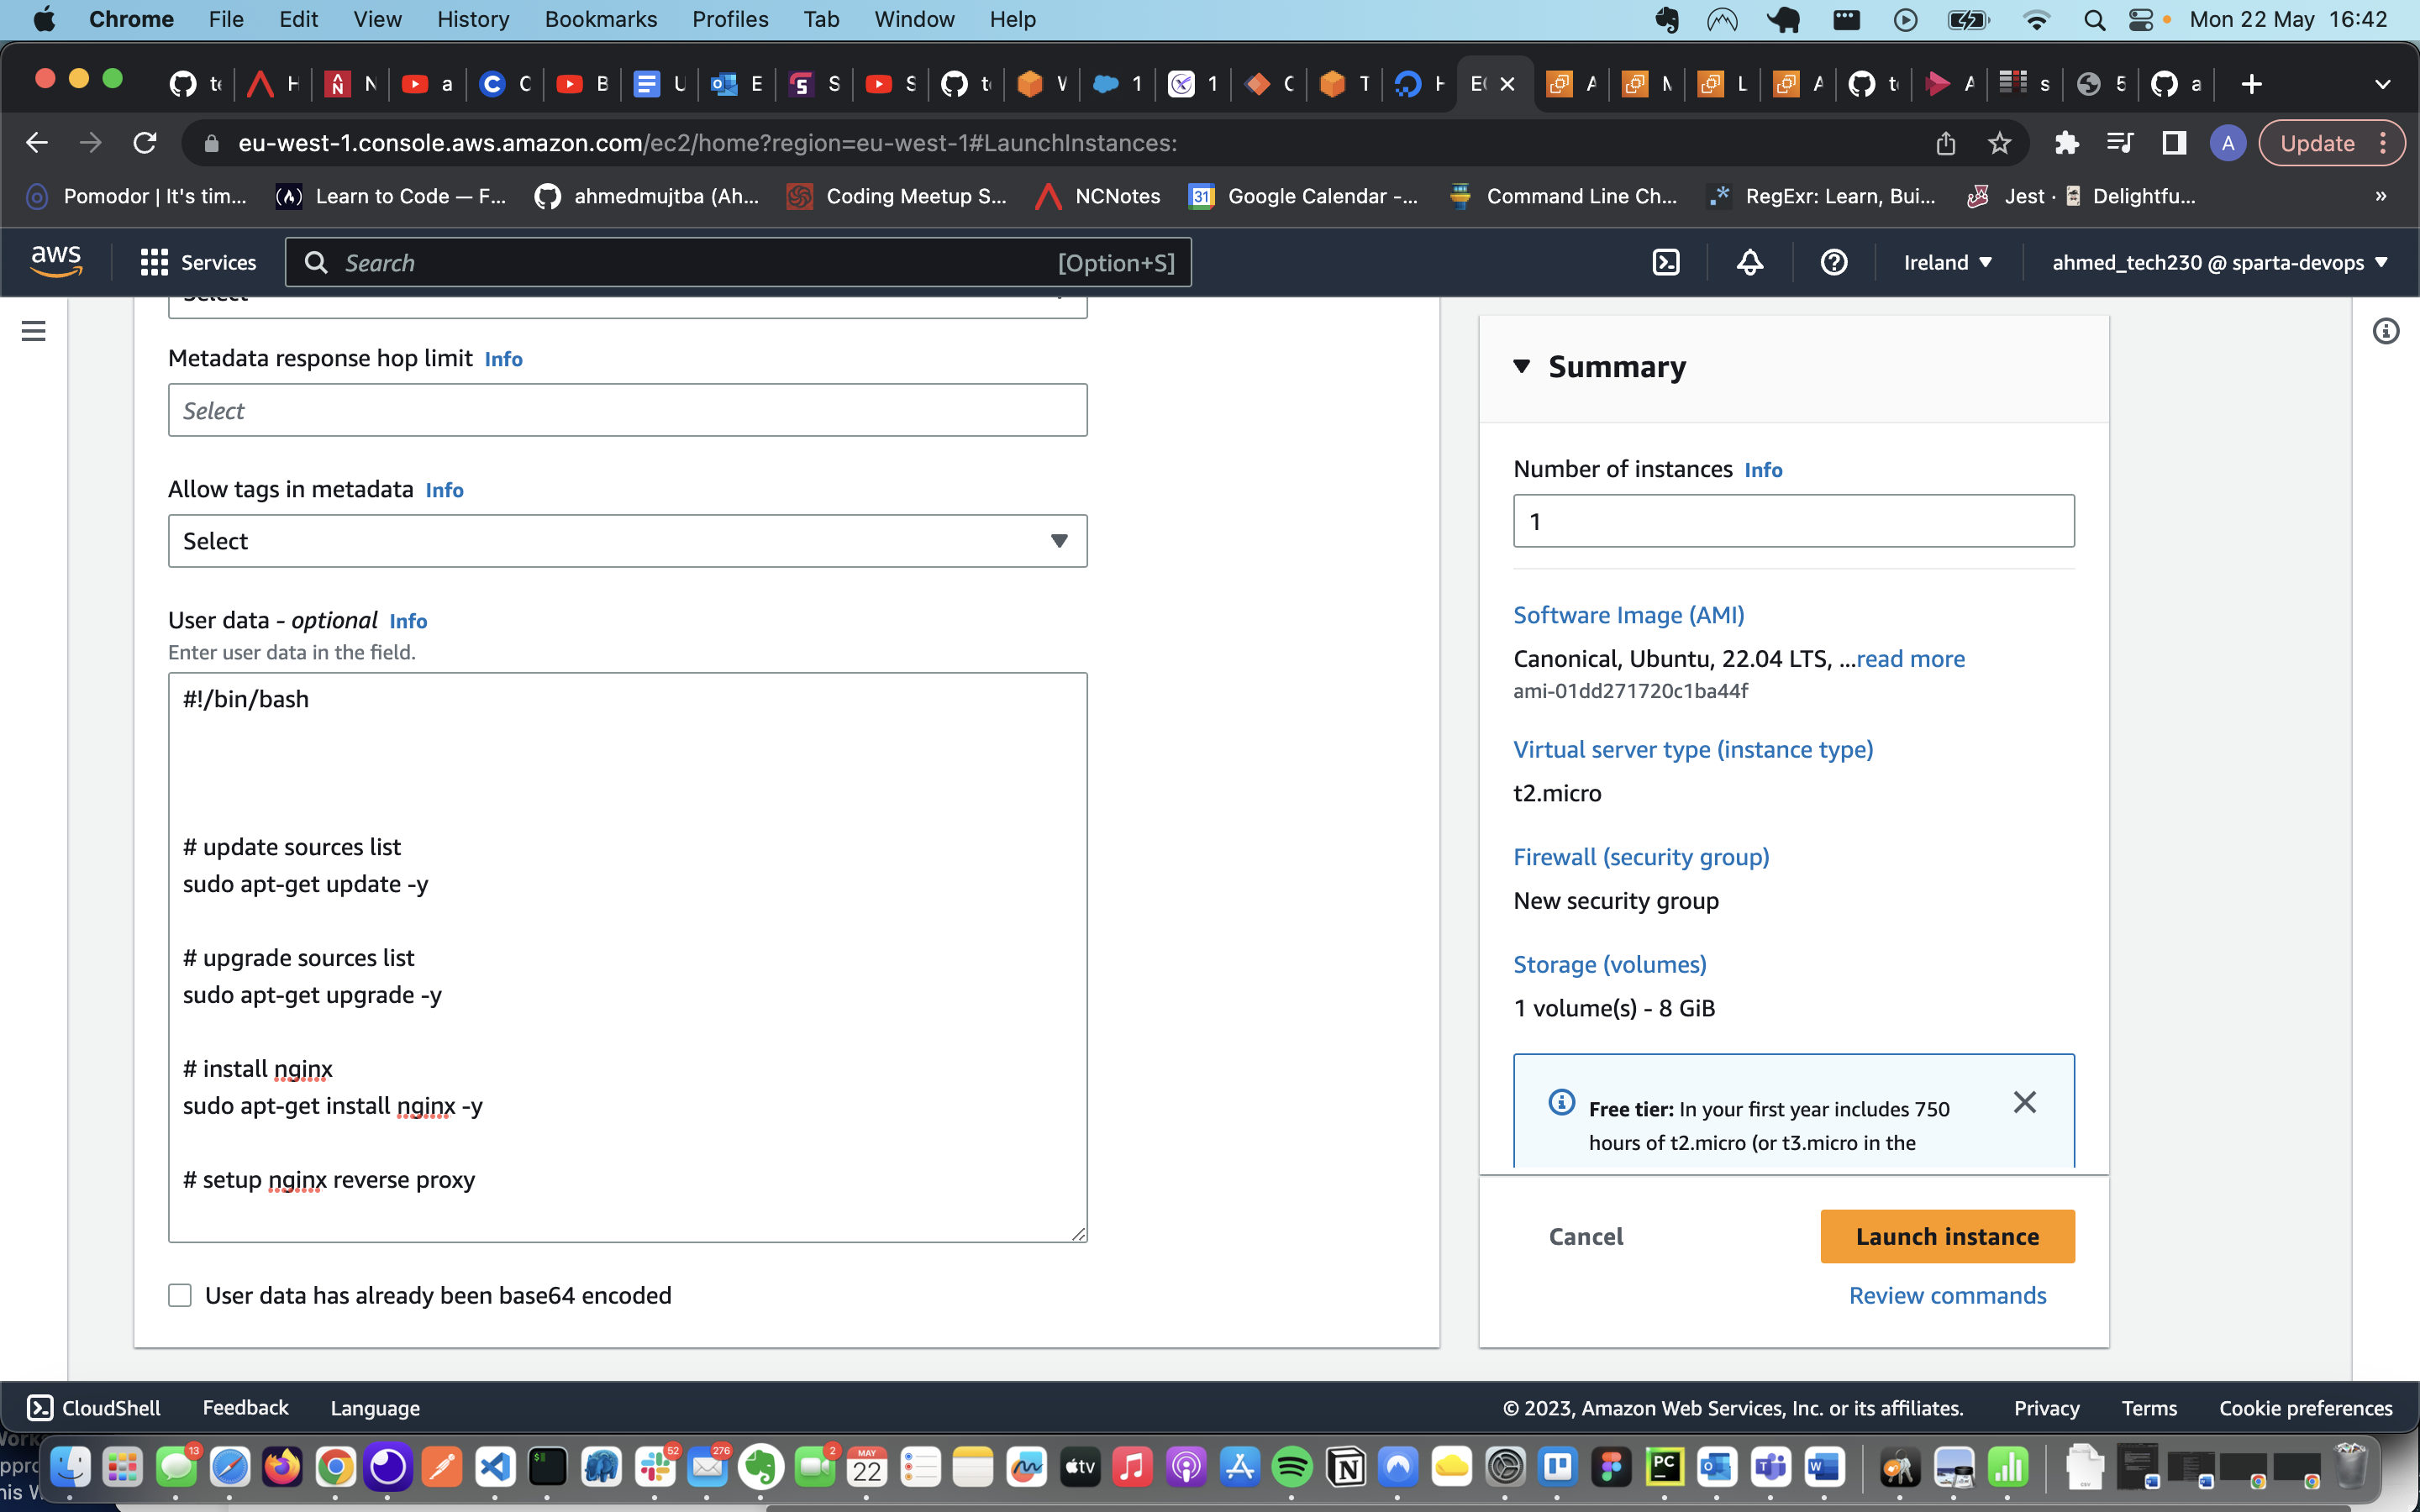 Chrome File Edit View History Bookmarks Profiles Tab Window Help Mon 22 May 16:42
eu-west-1.console.aws.amazon.com/ec2/home?region=eu-west-1#LaunchInstances: A Update
Pomodor | It's tim... Learn to Code — F... ahmedmujtba (Ah... Coding Meetup S... NCNotes Google Calendar -... Command Line Ch... RegExr: Learn, Bui... Jest · Delightfu... »
aws Services Search [Option+S] Ireland ahmed_tech230 @ sparta-devops
Metadata response hop limit Info
Select
Allow tags in metadata Info
Select
User data - optional Info
Enter user data in the field.
#!/bin/bash
# update sources list
sudo apt-get update -y
# upgrade sources list
sudo apt-get upgrade -y
# install nginx
sudo apt-get install nginx -y
# setup nginx reverse proxy
User data has already been base64 encoded
Summary
Number of instances Info
1
Software Image (AMI)
Canonical, Ubuntu, 22.04 LTS, ...read more
ami-01dd271720c1ba44f
Virtual server type (instance type)
t2.micro
Firewall (security group)
New security group
Storage (volumes)
1 volume(s) - 8 GiB
Free tier: In your first year includes 750
hours of t2.micro (or t3.micro in the
Cancel Launch instance
Review commands
CloudShell Feedback Language © 2023, Amazon Web Services, Inc. or its affiliates. Privacy Terms Cookie preferences
13 52 276 2 MAY 22 tv PC